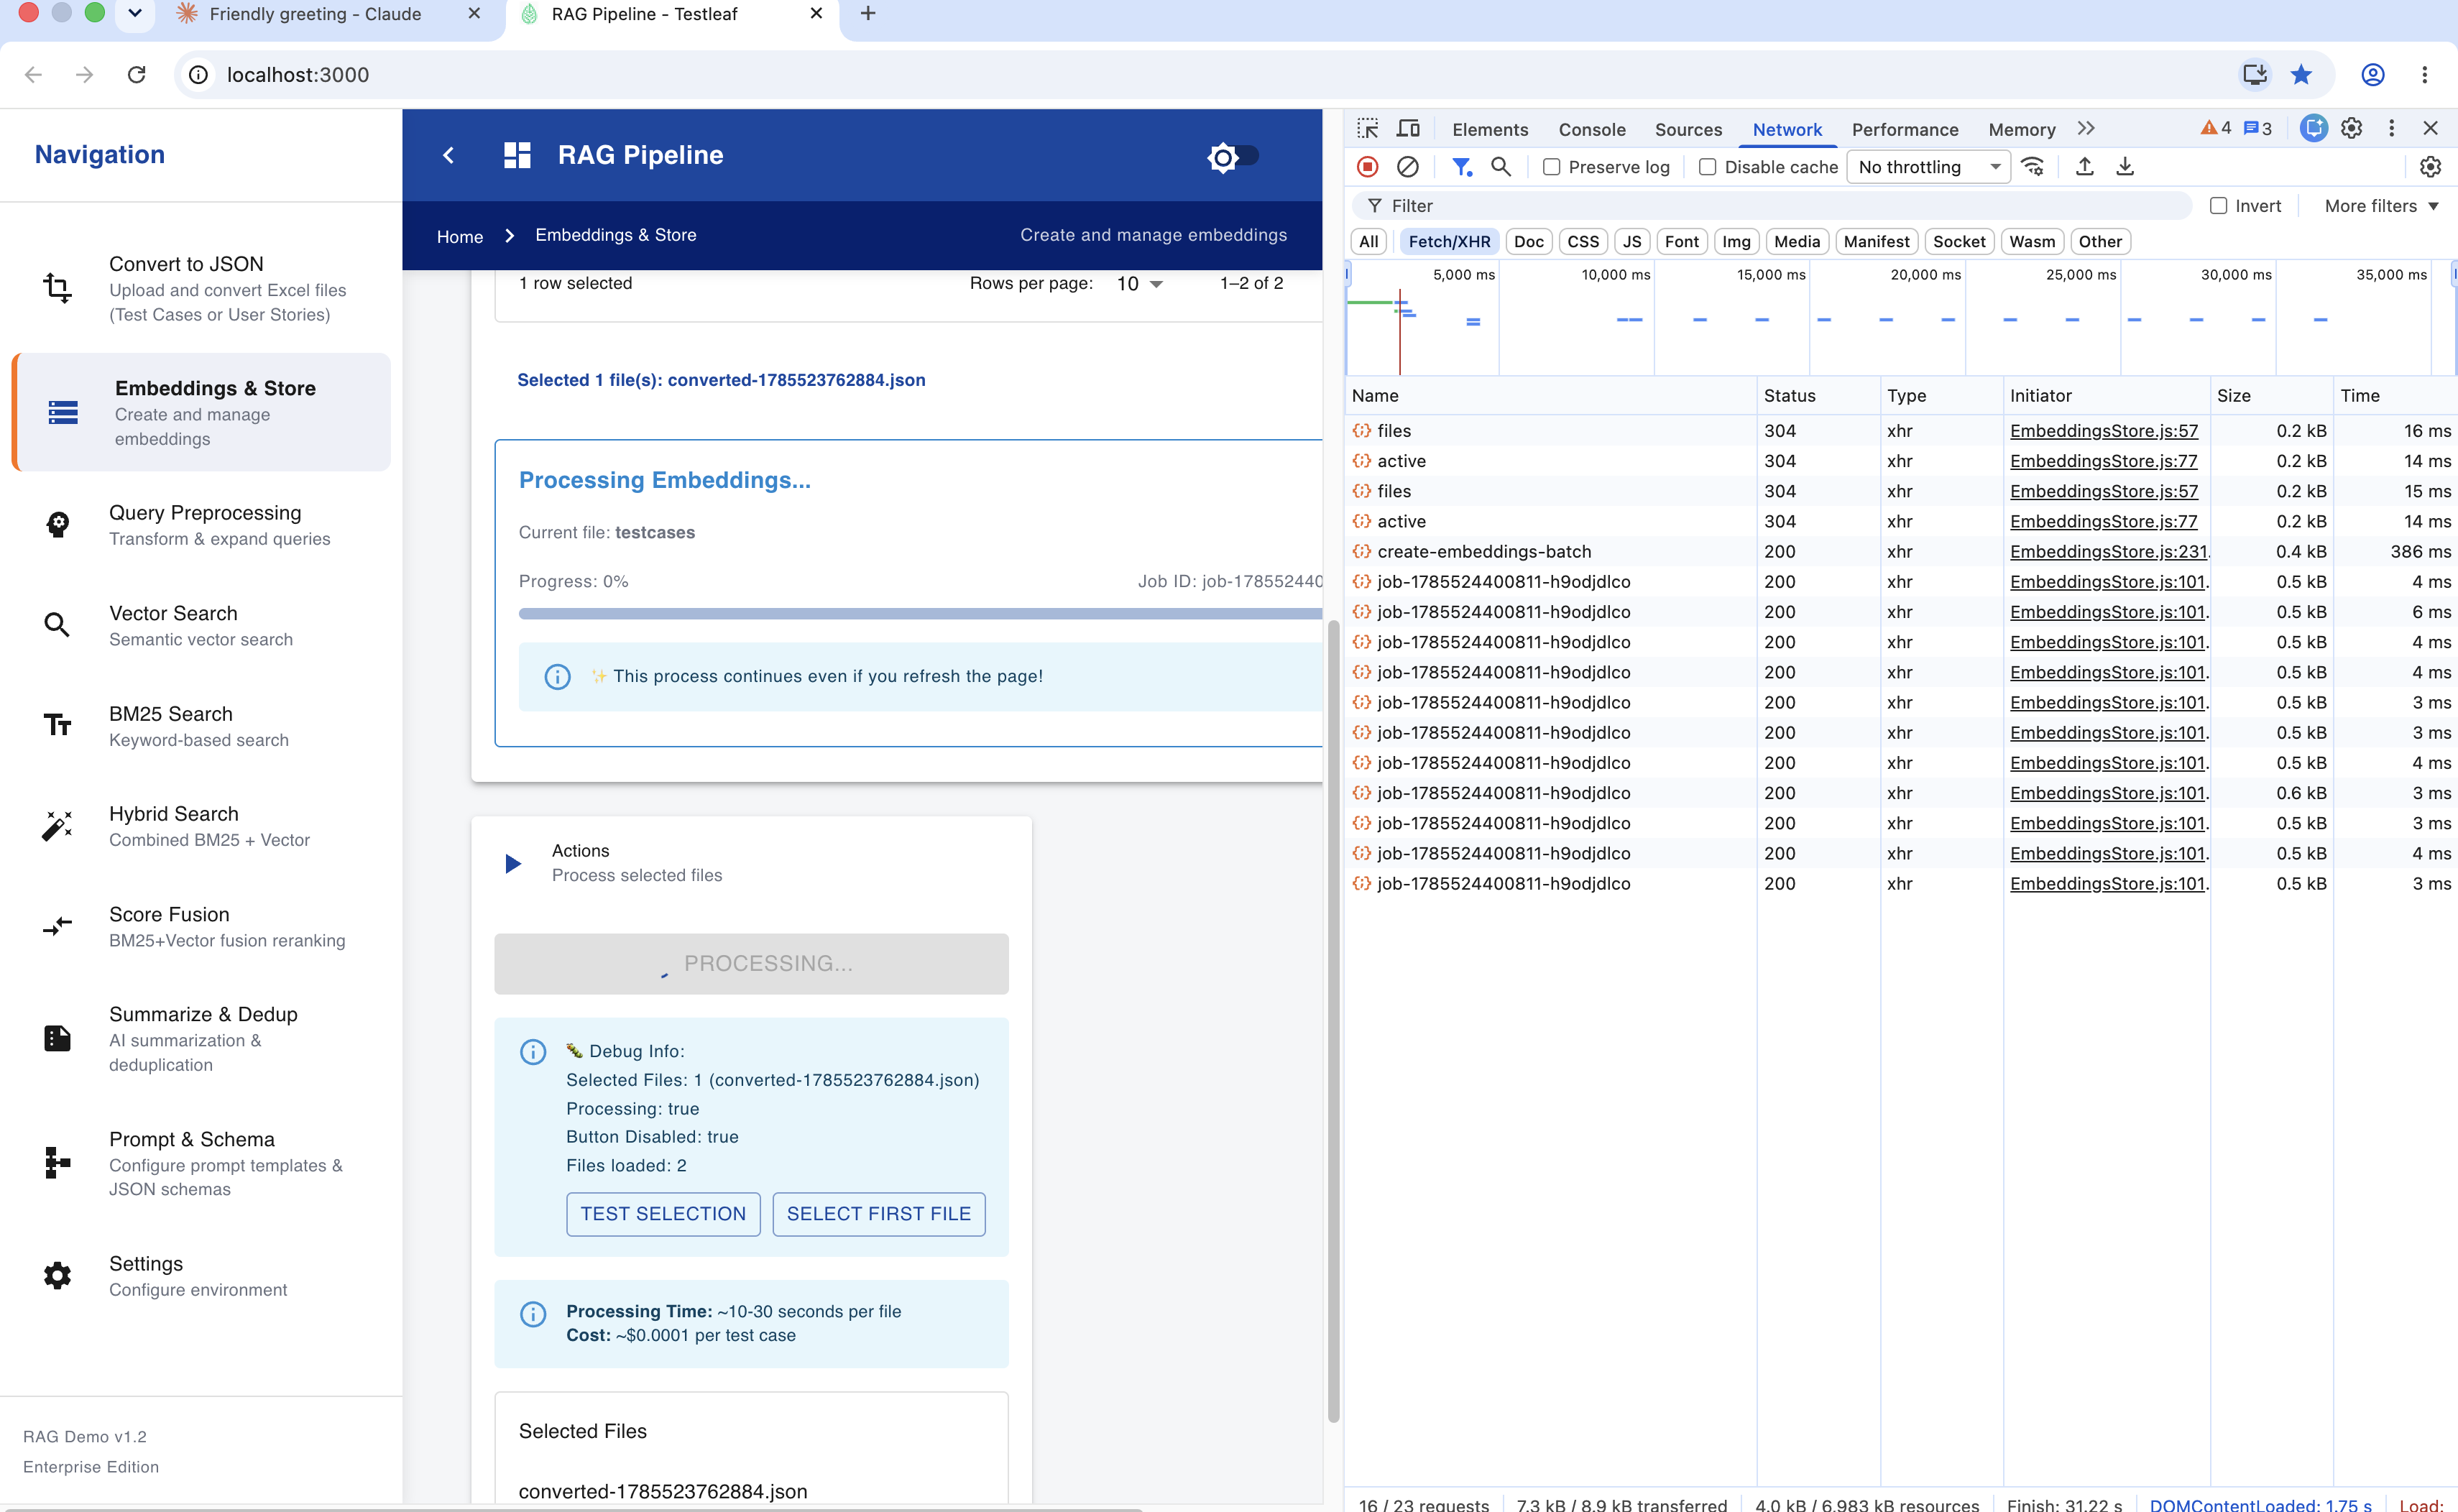 Friendly greeting - Claude
RAG Pipeline - Testleaf
localhost:3000
Navigation
Convert to JSON
Upload and convert Excel files
(Test Cases or User Stories)
Embeddings & Store
Create and manage
embeddings
Query Preprocessing
Transform & expand queries
Vector Search
Semantic vector search
BM25 Search
Keyword-based search
Hybrid Search
Combined BM25 + Vector
Score Fusion
BM25+Vector fusion reranking
Summarize & Dedup
AI summarization &
deduplication
Prompt & Schema
Configure prompt templates &
JSON schemas
Settings
Configure environment
RAG Demo v1.2
Enterprise Edition
RAG Pipeline
Home > Embeddings & Store Create and manage embeddings
1 row selected Rows per page: 10 1–2 of 2
Selected 1 file(s): converted-1785523762884.json
Processing Embeddings...
Current file: testcases
Progress: 0% Job ID: job-178552440
✨ This process continues even if you refresh the page!
Actions
Process selected files
PROCESSING...
🐛 Debug Info:
Selected Files: 1 (converted-1785523762884.json)
Processing: true
Button Disabled: true
Files loaded: 2
TEST SELECTION SELECT FIRST FILE
Processing Time: ~10-30 seconds per file
Cost: ~$0.0001 per test case
Selected Files
converted-1785523762884.json
Elements Console Sources Network Performance Memory 4 3
Preserve log Disable cache No throttling
Filter Invert More filters
All Fetch/XHR Doc CSS JS Font Img Media Manifest Socket Wasm Other
5,000 ms 10,000 ms 15,000 ms 20,000 ms 25,000 ms 30,000 ms 35,000 ms
Name Status Type Initiator Size Time
files 304 xhr EmbeddingsStore.js:57 0.2 kB 16 ms
active 304 xhr EmbeddingsStore.js:77 0.2 kB 14 ms
files 304 xhr EmbeddingsStore.js:57 0.2 kB 15 ms
active 304 xhr EmbeddingsStore.js:77 0.2 kB 14 ms
create-embeddings-batch 200 xhr EmbeddingsStore.js:231. 0.4 kB 386 ms
job-1785524400811-h9odjdlco 200 xhr EmbeddingsStore.js:101. 0.5 kB 4 ms
job-1785524400811-h9odjdlco 200 xhr EmbeddingsStore.js:101. 0.5 kB 6 ms
job-1785524400811-h9odjdlco 200 xhr EmbeddingsStore.js:101. 0.5 kB 4 ms
job-1785524400811-h9odjdlco 200 xhr EmbeddingsStore.js:101. 0.5 kB 4 ms
job-1785524400811-h9odjdlco 200 xhr EmbeddingsStore.js:101. 0.5 kB 3 ms
job-1785524400811-h9odjdlco 200 xhr EmbeddingsStore.js:101. 0.5 kB 3 ms
job-1785524400811-h9odjdlco 200 xhr EmbeddingsStore.js:101. 0.5 kB 4 ms
job-1785524400811-h9odjdlco 200 xhr EmbeddingsStore.js:101. 0.6 kB 3 ms
job-1785524400811-h9odjdlco 200 xhr EmbeddingsStore.js:101. 0.5 kB 3 ms
job-1785524400811-h9odjdlco 200 xhr EmbeddingsStore.js:101. 0.5 kB 4 ms
job-1785524400811-h9odjdlco 200 xhr EmbeddingsStore.js:101. 0.5 kB 3 ms
16 / 23 requests 7.3 kB / 8.9 kB transferred 4.0 kB / 6,983 kB resources Finish: 31.22 s DOMContentLoaded: 1.75 s Load: